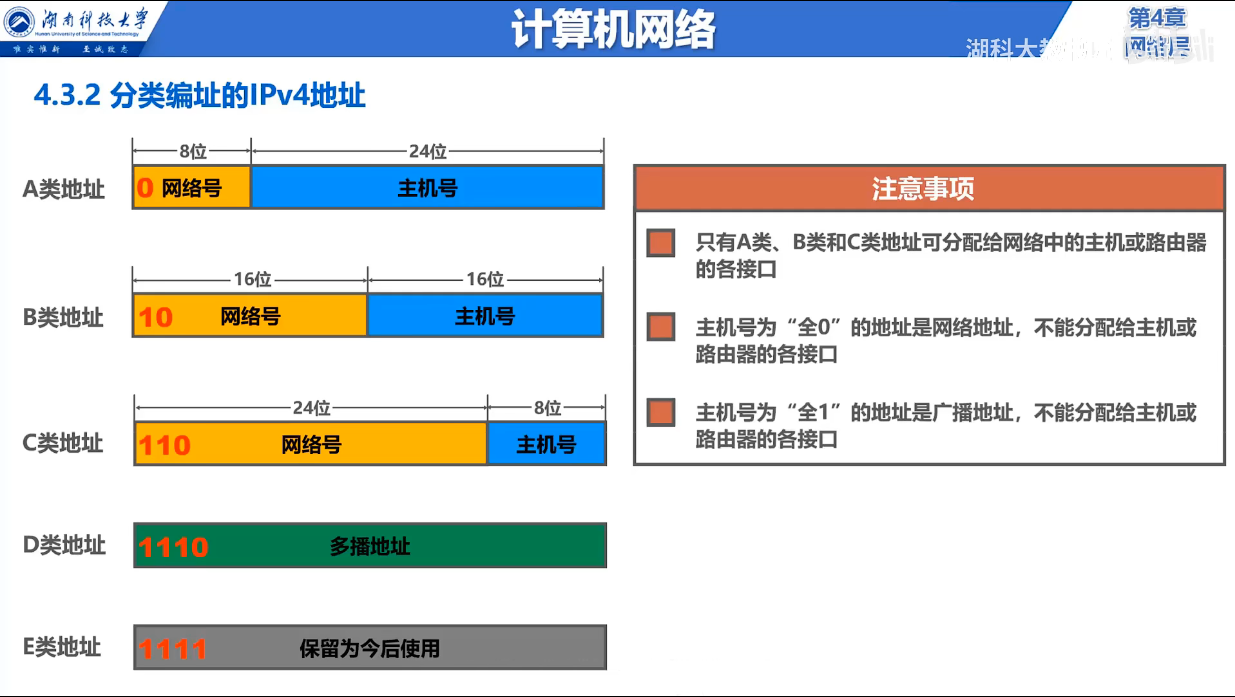 湖南科技大学
Hunan University of Science and Technology
唯实惟新 至诚致志
计算机网络
第4章
网络层
湖科大教书匠
bilibili
4.3.2 分类编址的IPv4地址
8位 24位
A类地址 0 网络号 主机号
16位 16位
B类地址 10 网络号 主机号
24位 8位
C类地址 110 网络号 主机号
D类地址 1110 多播地址
E类地址 1111 保留为今后使用
注意事项
只有A类、B类和C类地址可分配给网络中的主机或路由器
的各接口
主机号为“全0”的地址是网络地址，不能分配给主机或
路由器的各接口
主机号为“全1”的地址是广播地址，不能分配给主机或
路由器的各接口